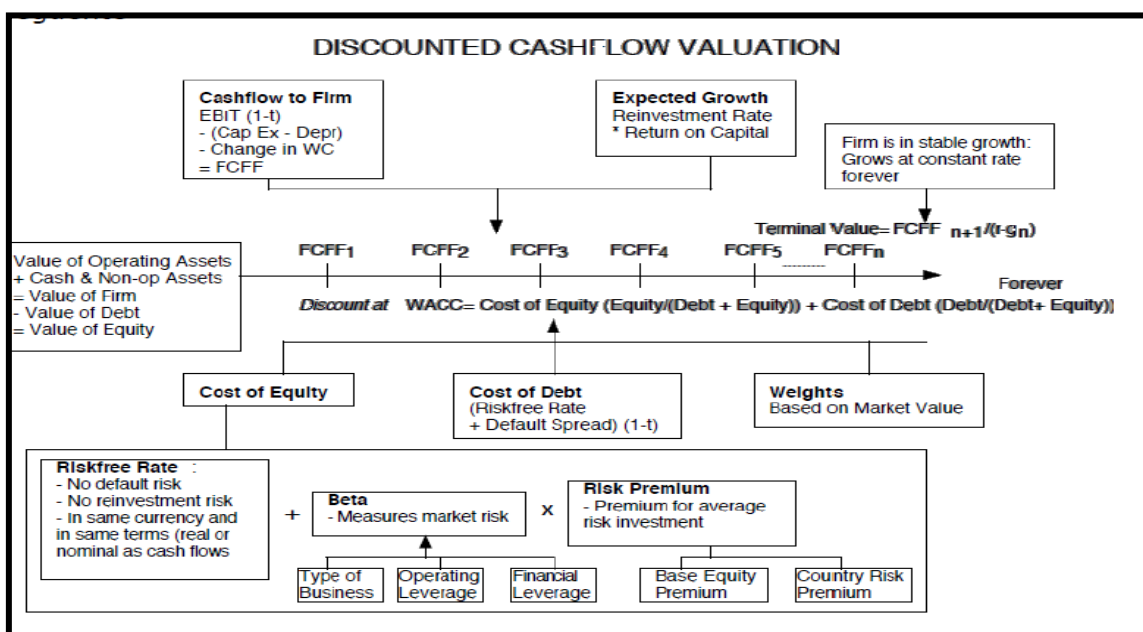 DISCOUNTED CASHFLOW VALUATION
Cashflow to Firm
EBIT (1-t)
- (Cap Ex - Depr)
- Change in WC
= FCFF
Expected Growth
Reinvestment Rate
* Return on Capital
Firm is in stable growth:
Grows at constant rate
forever
Terminal Value= FCFF n+1/(r-gn)
FCFF1 FCFF2 FCFF3 FCFF4 FCFF5 FCFFn
.........
Forever
Value of Operating Assets
+ Cash & Non-op Assets
= Value of Firm
- Value of Debt
= Value of Equity
Discount at WACC= Cost of Equity (Equity/(Debt + Equity)) + Cost of Debt (Debt/(Debt+ Equity))
Cost of Equity
Cost of Debt
(Riskfree Rate
+ Default Spread) (1-t)
Weights
Based on Market Value
Riskfree Rate :
- No default risk
- No reinvestment risk
- In same currency and
in same terms (real or
nominal as cash flows
+
Beta
- Measures market risk
X
Risk Premium
- Premium for average
risk investment
Type of
Business
Operating
Leverage
Financial
Leverage
Base Equity
Premium
Country Risk
Premium